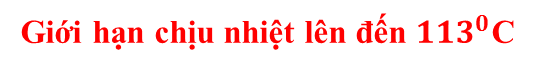 Giới hạn chịu nhiệt lên đến 113⁰C